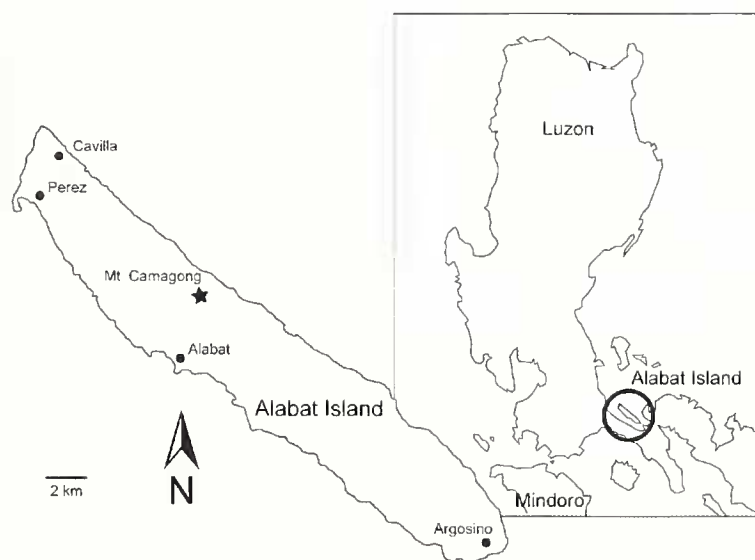 Luzon
Cavilla
Perez
Mt Camagong
Alabat
Alabat Island
Alabat Island
N
2 km
Mindoro
Argosino